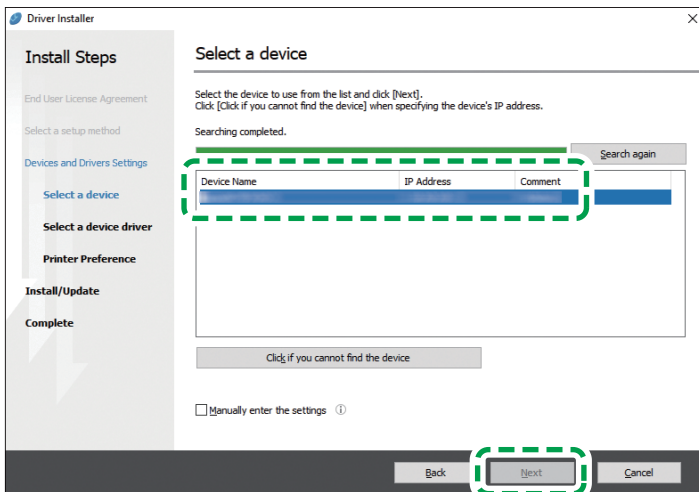 Driver Installer
Install Steps
End User License Agreement
Select a setup method
Devices and Drivers Settings
Select a device
Select a device driver
Printer Preference
Install/Update
Complete
Select a device
Select the device to use from the list and click [Next].
Click [Click if you cannot find the device] when specifying the device's IP address.
Searching completed.
Search again
Device Name IP Address Comment
Click if you cannot find the device
Manually enter the settings
Back Next Cancel